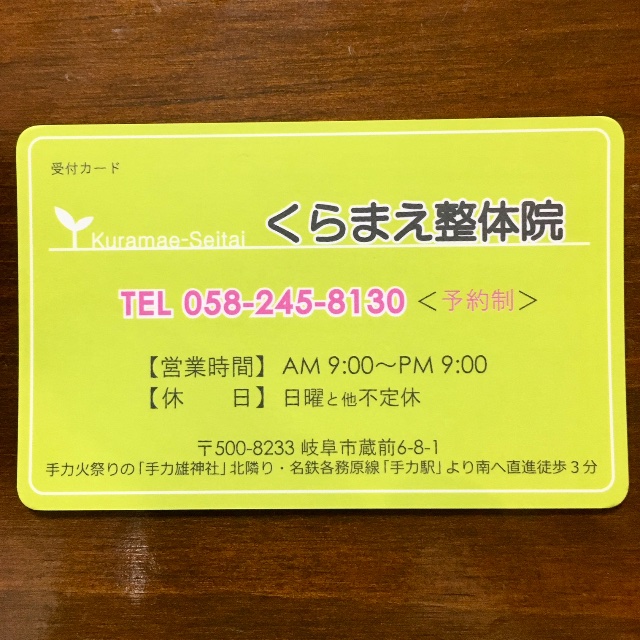 受付カード
Kuramae-Seitai くらまえ整体院
TEL 058-245-8130 <予約制>
【営業時間】 AM 9:00～PM 9:00
【休　　日】 日曜と他不定休
〒500-8233 岐阜市蔵前6-8-1
手力火祭りの「手力雄神社」北隣り・名鉄各務原線「手力駅」より南へ直進徒歩３分